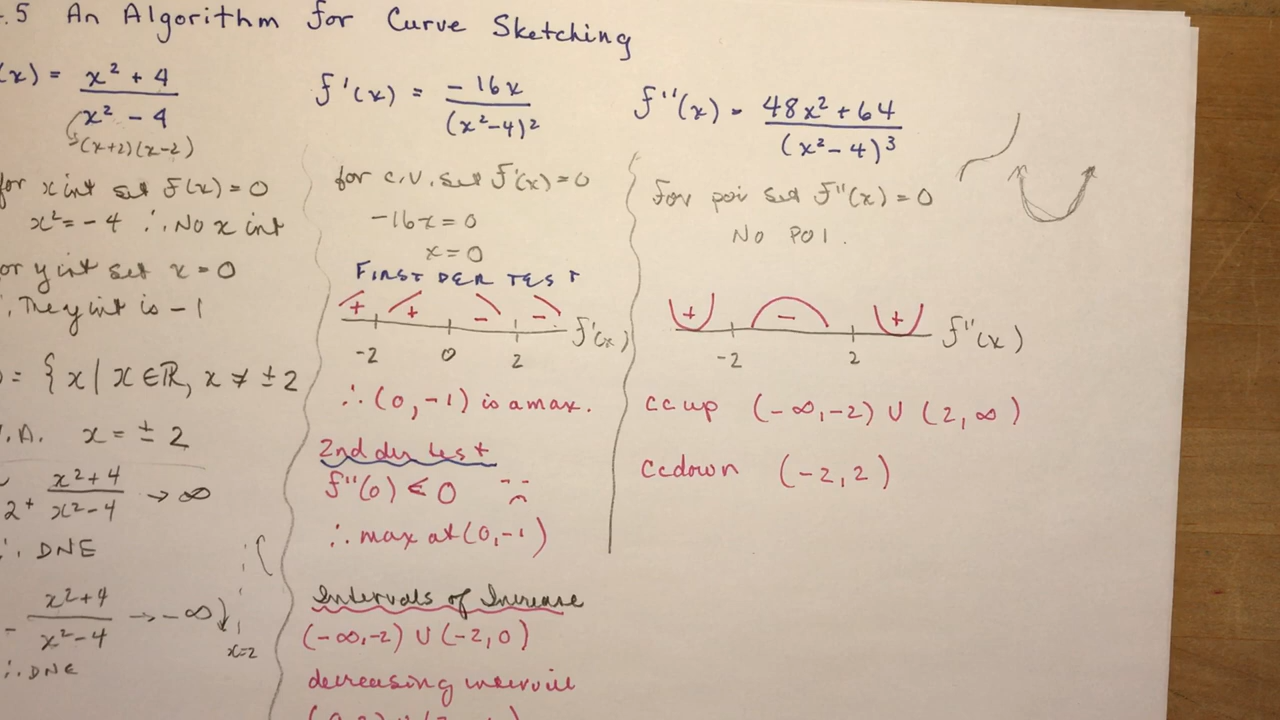 .5 An Algorithm for Curve Sketching
(x) = x² + 4 / x² - 4
(x+2)(x-2)
for x int set f(x) = 0
x² = -4 ∴ No x int
or y int set x = 0
∴ The y int is -1
= { x | x ∈ ℝ, x ≠ ± 2
.A. x = ± 2
2⁺ x²+4 / x²-4 → ∞
∴ DNE
- x²+4 / x²-4 → -∞
x=2
∴ DNE
f'(x) = -16x / (x²-4)²
for c.v. set f'(x) = 0
-16x = 0
x = 0
FIRST DER TEST
+ + - - f'(x)
-2 0 2
∴ (0, -1) is a max.
2nd der test
f''(0) < 0
∴ max at (0, -1)
Intervals of Increase
(-∞,-2) ∪ (-2, 0)
decreasing
f''(x) = 48x² + 64 / (x² - 4)³
For poi set f''(x) = 0
NO POI.
+ - + f''(x)
-2 2
cc up (-∞, -2) ∪ (2, ∞)
cc down (-2, 2)